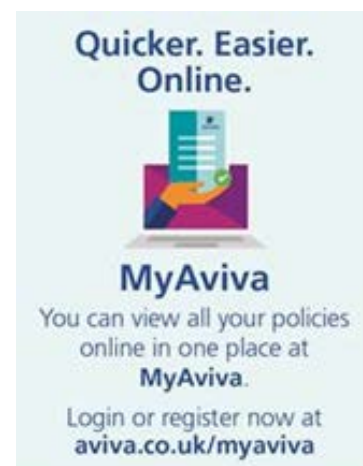 Quicker. Easier.
Online.
MyAviva
You can view all your policies
online in one place at
MyAviva.
Login or register now at
aviva.co.uk/myaviva